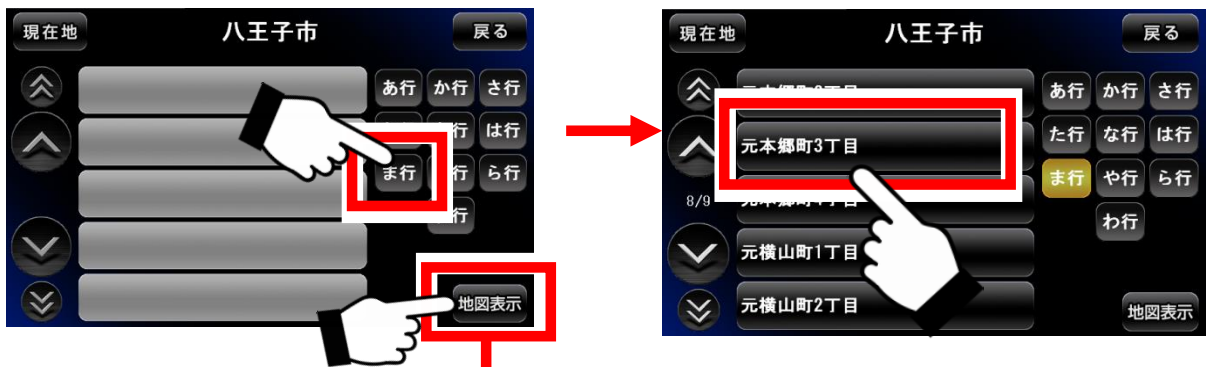 現在地 八王子市 戻る
あ行 か行 さ行
行 は行
ま行 行 ら行
行
地図表示
現在地 八王子市 戻る
あ行 か行 さ行
元本郷町3丁目
た行 な行 は行
ま行 や行 ら行
8/9
わ行
元横山町1丁目
元横山町2丁目
地図表示